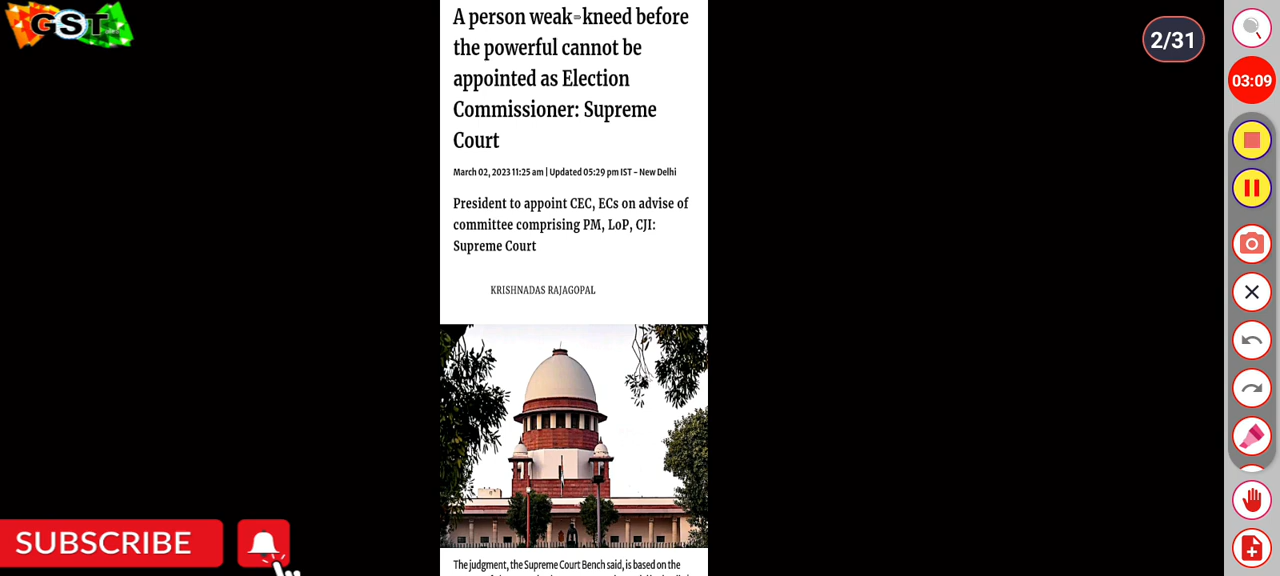 GST
A person weak-kneed before
the powerful cannot be
appointed as Election
Commissioner: Supreme
Court
March 02, 2023 11:25 am | Updated 05:29 pm IST - New Delhi
President to appoint CEC, ECs on advise of
committee comprising PM, LoP, CJI:
Supreme Court
KRISHNADAS RAJAGOPAL
The judgment, the Supreme Court Bench said, is based on the
2/31
03:09
SUBSCRIBE